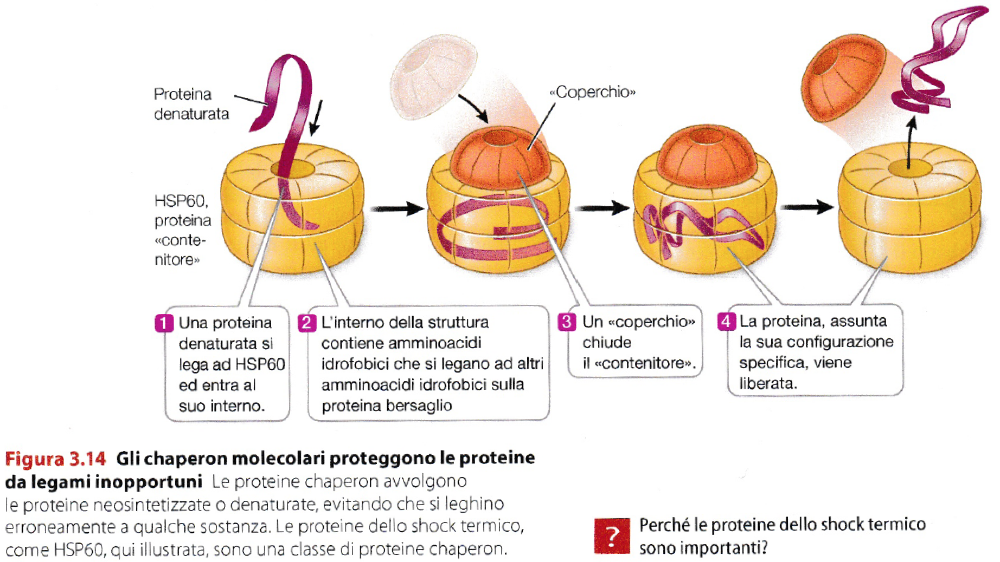 Proteina
denaturata
«Coperchio»
HSP60,
proteina
«conte-
nitore»
1 Una proteina
denaturata si
lega ad HSP60
ed entra al
suo interno.
2 L'interno della struttura
contiene amminoacidi
idrofobici che si legano ad altri
amminoacidi idrofobici sulla
proteina bersaglio
3 Un «coperchio»
chiude
il «contenitore».
4 La proteina, assunta
la sua configurazione
specifica, viene
liberata.
Figura 3.14 Gli chaperon molecolari proteggono le proteine
da legami inopportuni Le proteine chaperon avvolgono
le proteine neosintetizzate o denaturate, evitando che si leghino
erroneamente a qualche sostanza. Le proteine dello shock termico,
come HSP60, qui illustrata, sono una classe di proteine chaperon.
? Perché le proteine dello shock termico
sono importanti?